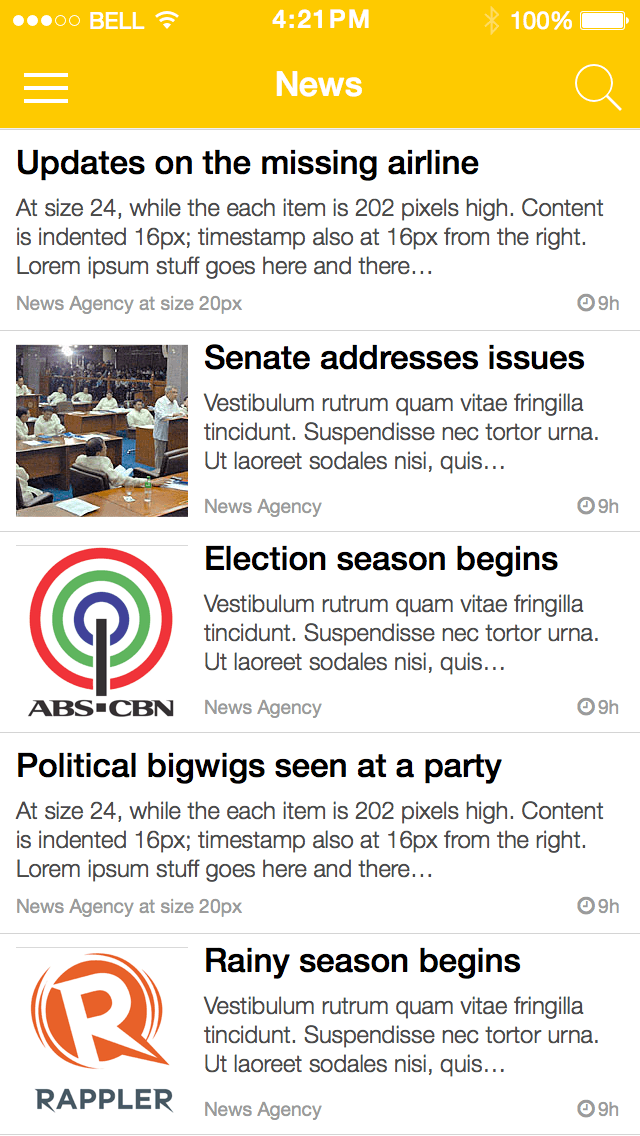 BELL 4:21PM 100%
News
Updates on the missing airline
At size 24, while the each item is 202 pixels high. Content
is indented 16px; timestamp also at 16px from the right.
Lorem ipsum stuff goes here and there…
News Agency at size 20px 9h
Senate addresses issues
Vestibulum rutrum quam vitae fringilla
tincidunt. Suspendisse nec tortor urna.
Ut laoreet sodales nisi, quis…
News Agency 9h
ABS-CBN
Election season begins
Vestibulum rutrum quam vitae fringilla
tincidunt. Suspendisse nec tortor urna.
Ut laoreet sodales nisi, quis…
News Agency 9h
Political bigwigs seen at a party
At size 24, while the each item is 202 pixels high. Content
is indented 16px; timestamp also at 16px from the right.
Lorem ipsum stuff goes here and there…
News Agency at size 20px 9h
R
RAPPLER
Rainy season begins
Vestibulum rutrum quam vitae fringilla
tincidunt. Suspendisse nec tortor urna.
Ut laoreet sodales nisi, quis…
News Agency 9h